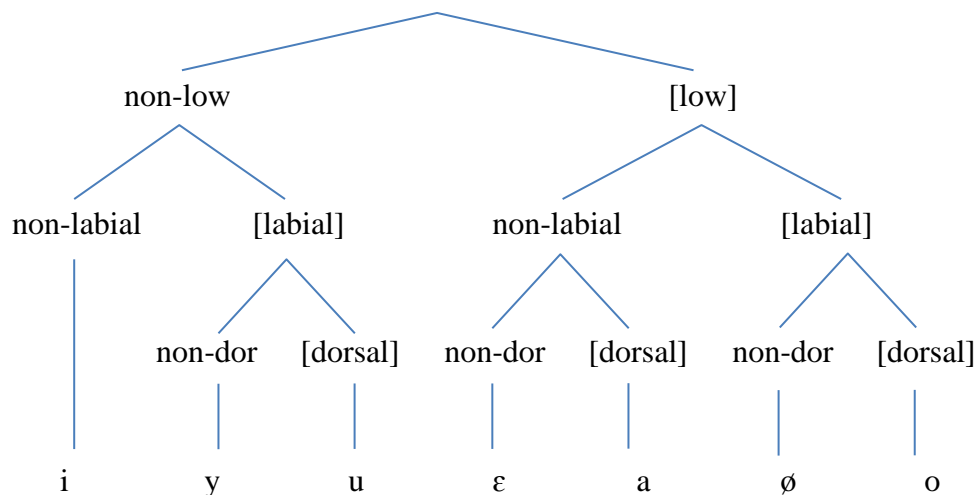 non-low [low]
non-labial [labial] non-labial [labial]
non-dor [dorsal] non-dor [dorsal] non-dor [dorsal]
i y u ε a ø o